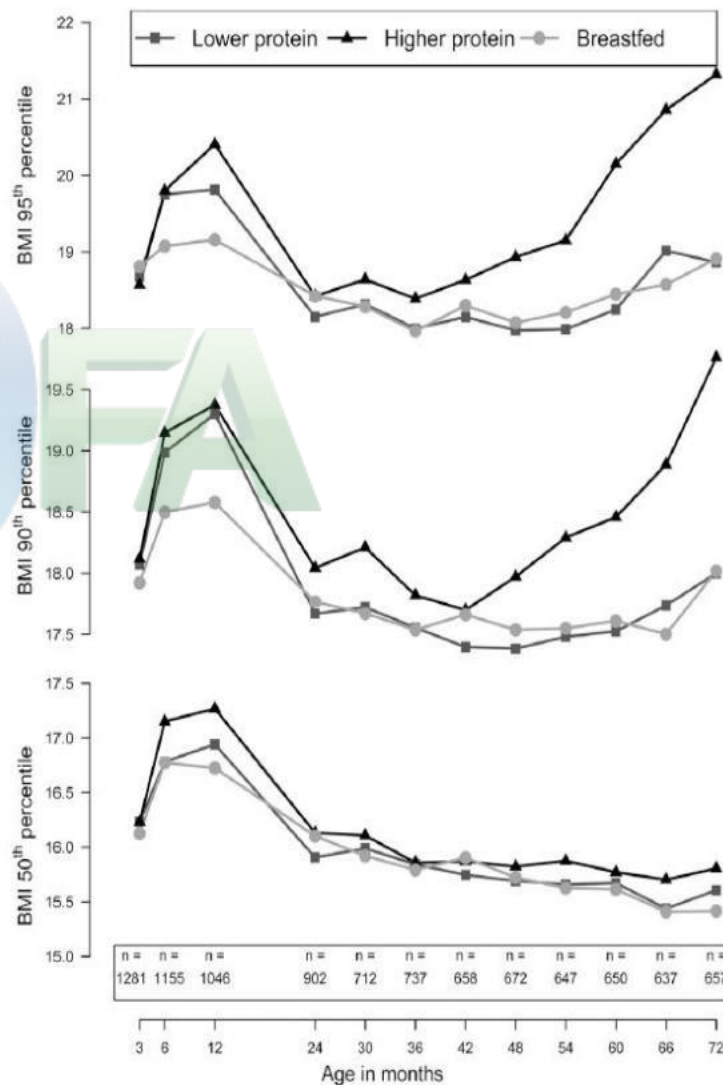 Lower protein Higher protein Breastfed
BMI 95th percentile
22
21
20
19
18
BMI 90th percentile
19.5
19.0
18.5
18.0
17.5
BMI 50th percentile
17.5
17.0
16.5
16.0
15.5
15.0
n = n = n = n = n = n = n = n = n = n = n = n =
1281 1155 1046 902 712 737 658 672 647 650 637 657
3 6 12 24 30 36 42 48 54 60 66 72
Age in months
FA